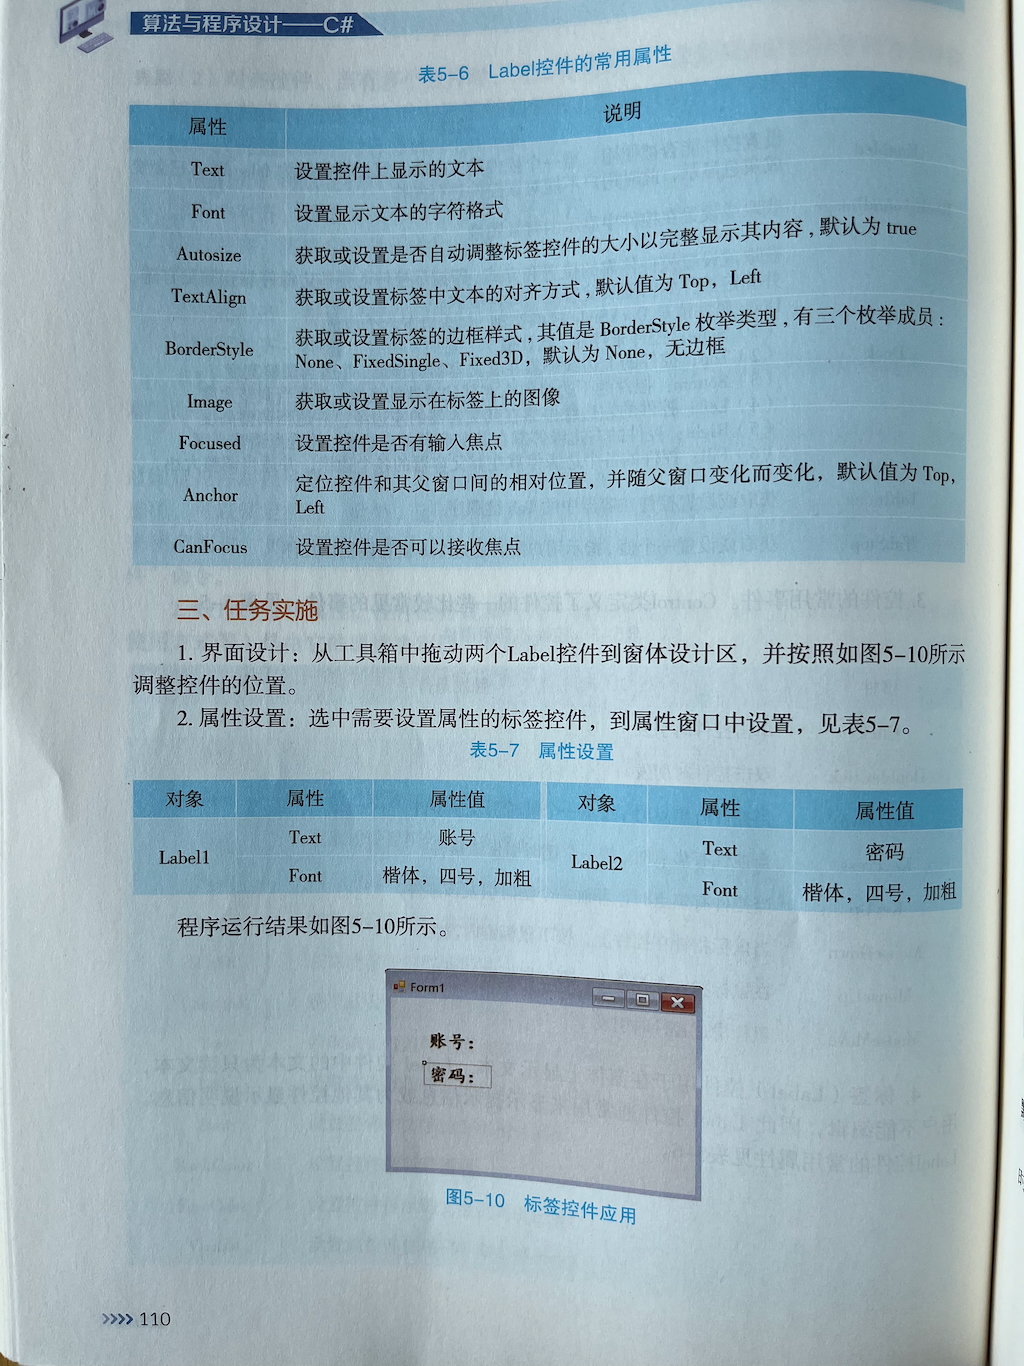 算法与程序设计——C#
表5-6 Label控件的常用属性
属性 说明
Text 设置控件上显示的文本
Font 设置显示文本的字符格式
Autosize 获取或设置是否自动调整标签控件的大小以完整显示其内容，默认为 true
TextAlign 获取或设置标签中文本的对齐方式，默认值为 Top，Left
BorderStyle 获取或设置标签的边框样式，其值是 BorderStyle 枚举类型，有三个枚举成员：
None、FixedSingle、Fixed3D，默认为 None，无边框
Image 获取或设置显示在标签上的图像
Focused 设置控件是否有输入焦点
Anchor 定位控件和其父窗口间的相对位置，并随父窗口变化而变化，默认值为 Top，
Left
CanFocus 设置控件是否可以接收焦点
三、任务实施
1. 界面设计：从工具箱中拖动两个Label控件到窗体设计区，并按照如图5-10所示
调整控件的位置。
2. 属性设置：选中需要设置属性的标签控件，到属性窗口中设置，见表5-7。
表5-7 属性设置
对象 属性 属性值 对象 属性 属性值
Label1 Text 账号 Label2 Text 密码
Font 楷体，四号，加粗 Font 楷体，四号，加粗
程序运行结果如图5-10所示。
Form1
账号：
密码：
图5-10 标签控件应用
>>>> 110